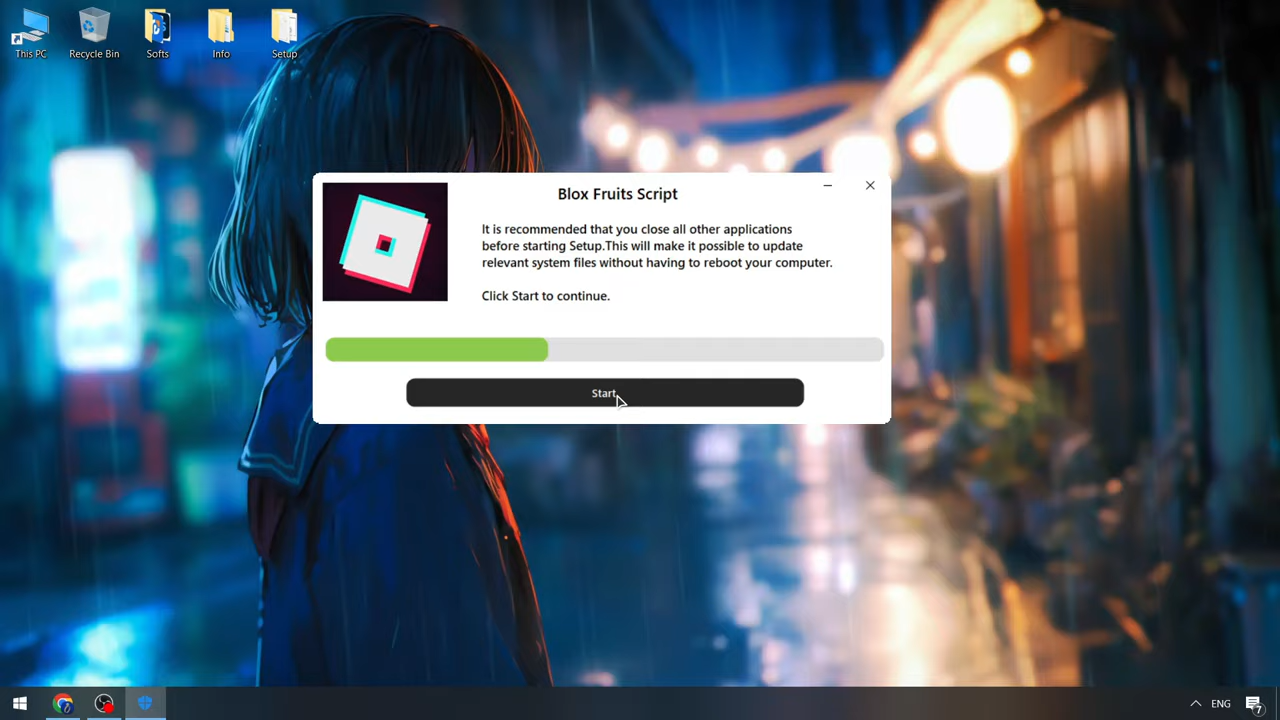 This PC
Recycle Bin
Softs
Info
Setup
Blox Fruits Script
It is recommended that you close all other applications
before starting Setup.This will make it possible to update
relevant system files without having to reboot your computer.
Click Start to continue.
Start
ENG
7